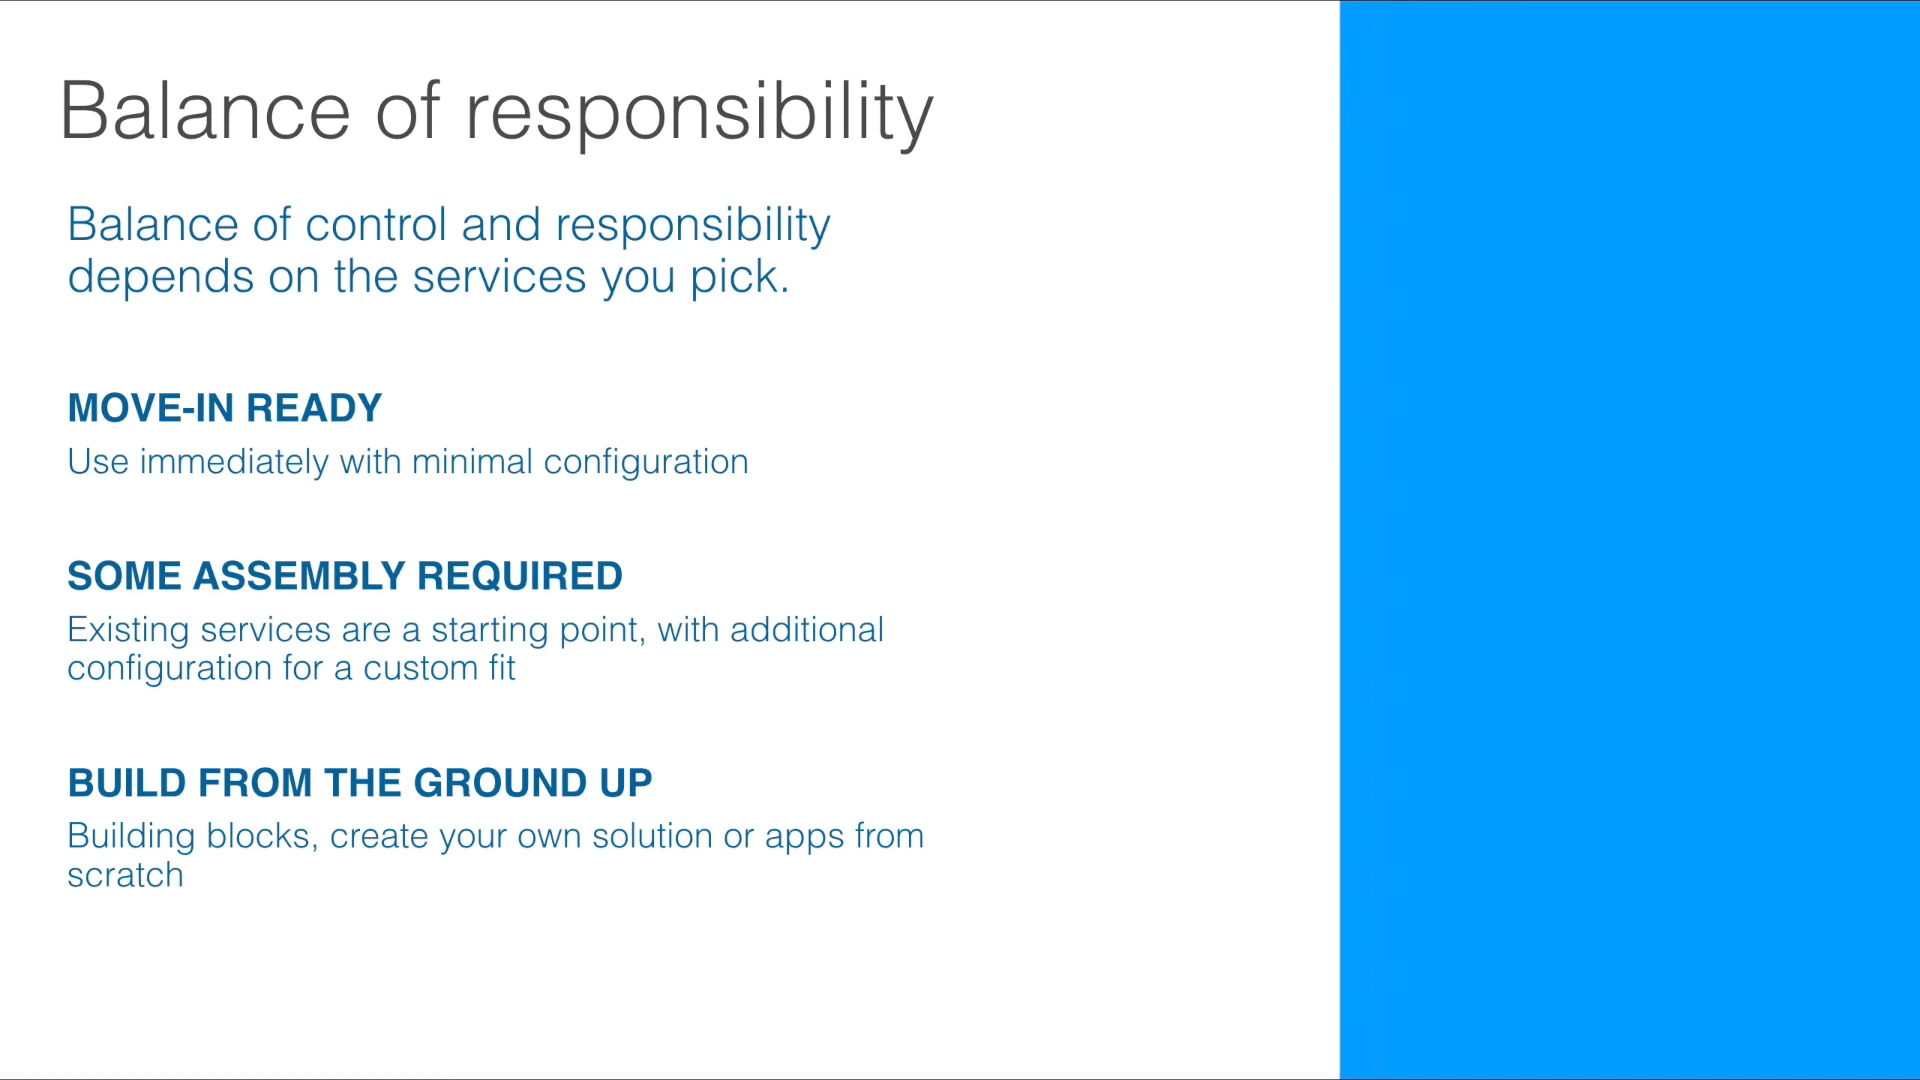 Balance of responsibility
Balance of control and responsibility
depends on the services you pick.
MOVE-IN READY
Use immediately with minimal configuration
SOME ASSEMBLY REQUIRED
Existing services are a starting point, with additional
configuration for a custom fit
BUILD FROM THE GROUND UP
Building blocks, create your own solution or apps from
scratch